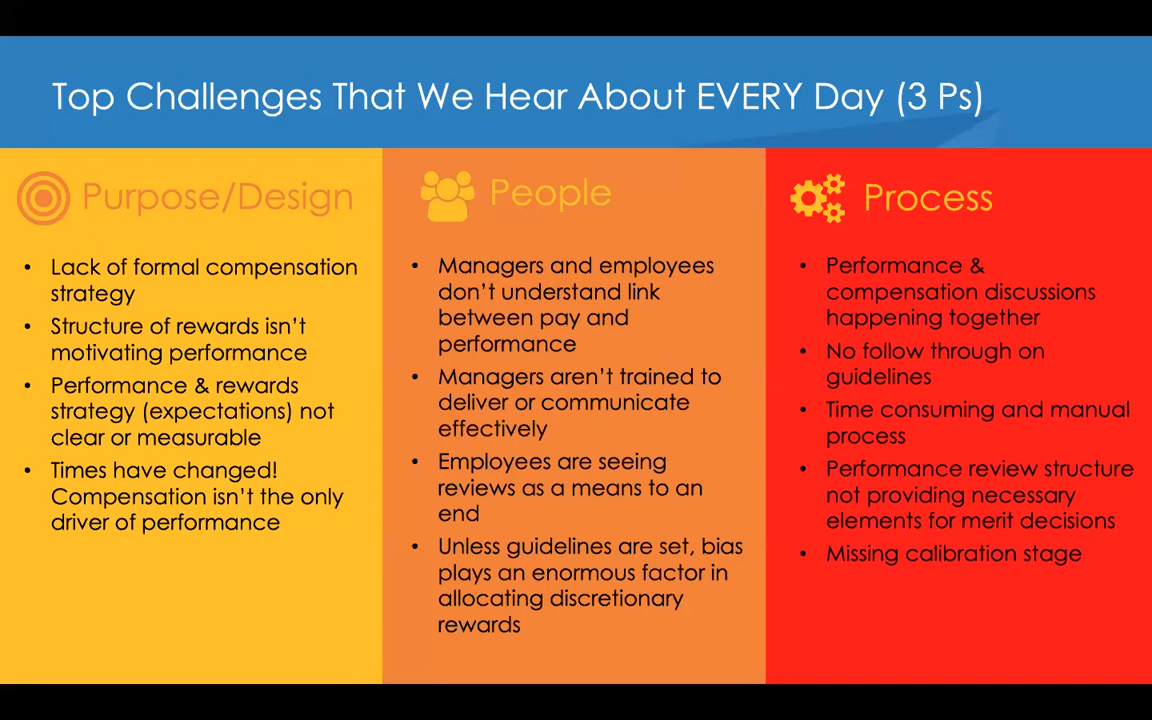 Top Challenges That We Hear About EVERY Day (3 Ps)
Purpose/Design
• Lack of formal compensation
strategy
• Structure of rewards isn't
motivating performance
• Performance & rewards
strategy (expectations) not
clear or measurable
• Times have changed!
Compensation isn't the only
driver of performance
People
• Managers and employees
don't understand link
between pay and
performance
• Managers aren't trained to
deliver or communicate
effectively
• Employees are seeing
reviews as a means to an
end
• Unless guidelines are set, bias
plays an enormous factor in
allocating discretionary
rewards
Process
• Performance &
compensation discussions
happening together
• No follow through on
guidelines
• Time consuming and manual
process
• Performance review structure
not providing necessary
elements for merit decisions
• Missing calibration stage